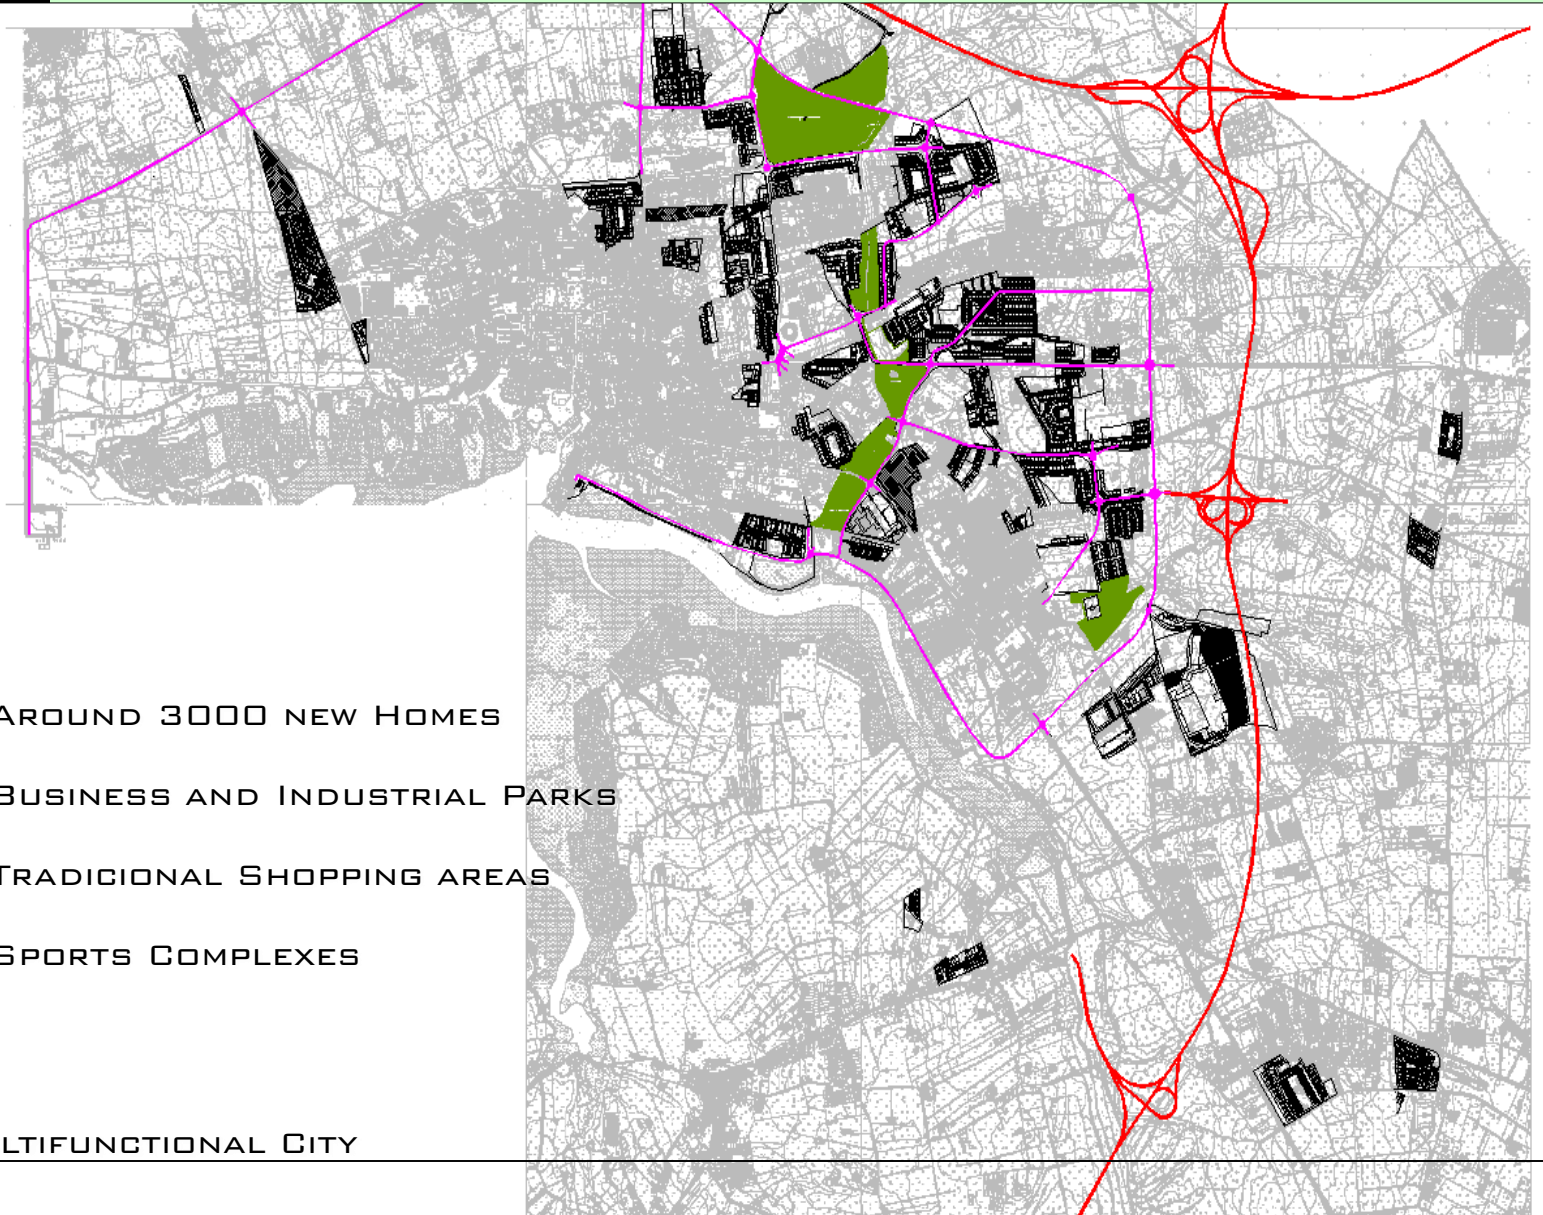 Around 3000 new Homes
Business and Industrial Parks
Tradicional Shopping areas
Sports Complexes
ltifunctional City